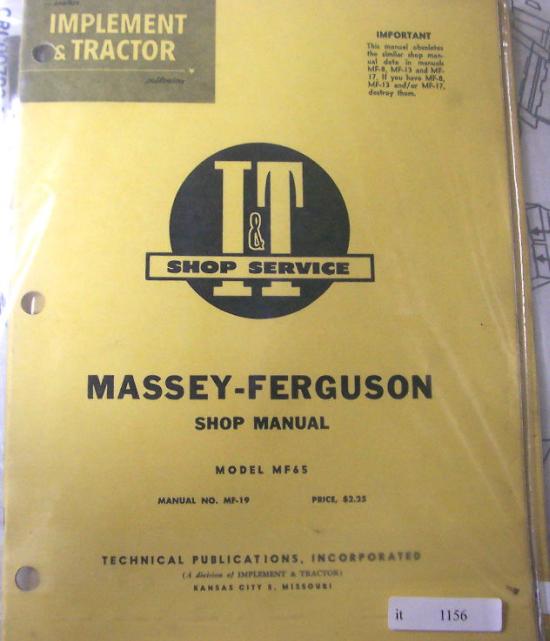 ...another
IMPLEMENT
& TRACTOR
publication
IMPORTANT
This manual obsoletes
the similar shop man-
ual data in manuals
MF-8, MF-13 and MF-
17. If you have MF-8,
MF-13 and/or MF-17,
destroy them.
I&T
SHOP SERVICE
MASSEY-FERGUSON
SHOP MANUAL
MODEL MF65
MANUAL NO. MF-19 PRICE, $2.25
TECHNICAL PUBLICATIONS, INCORPORATED
(A division of IMPLEMENT & TRACTOR)
KANSAS CITY 5, MISSOURI
it 1156